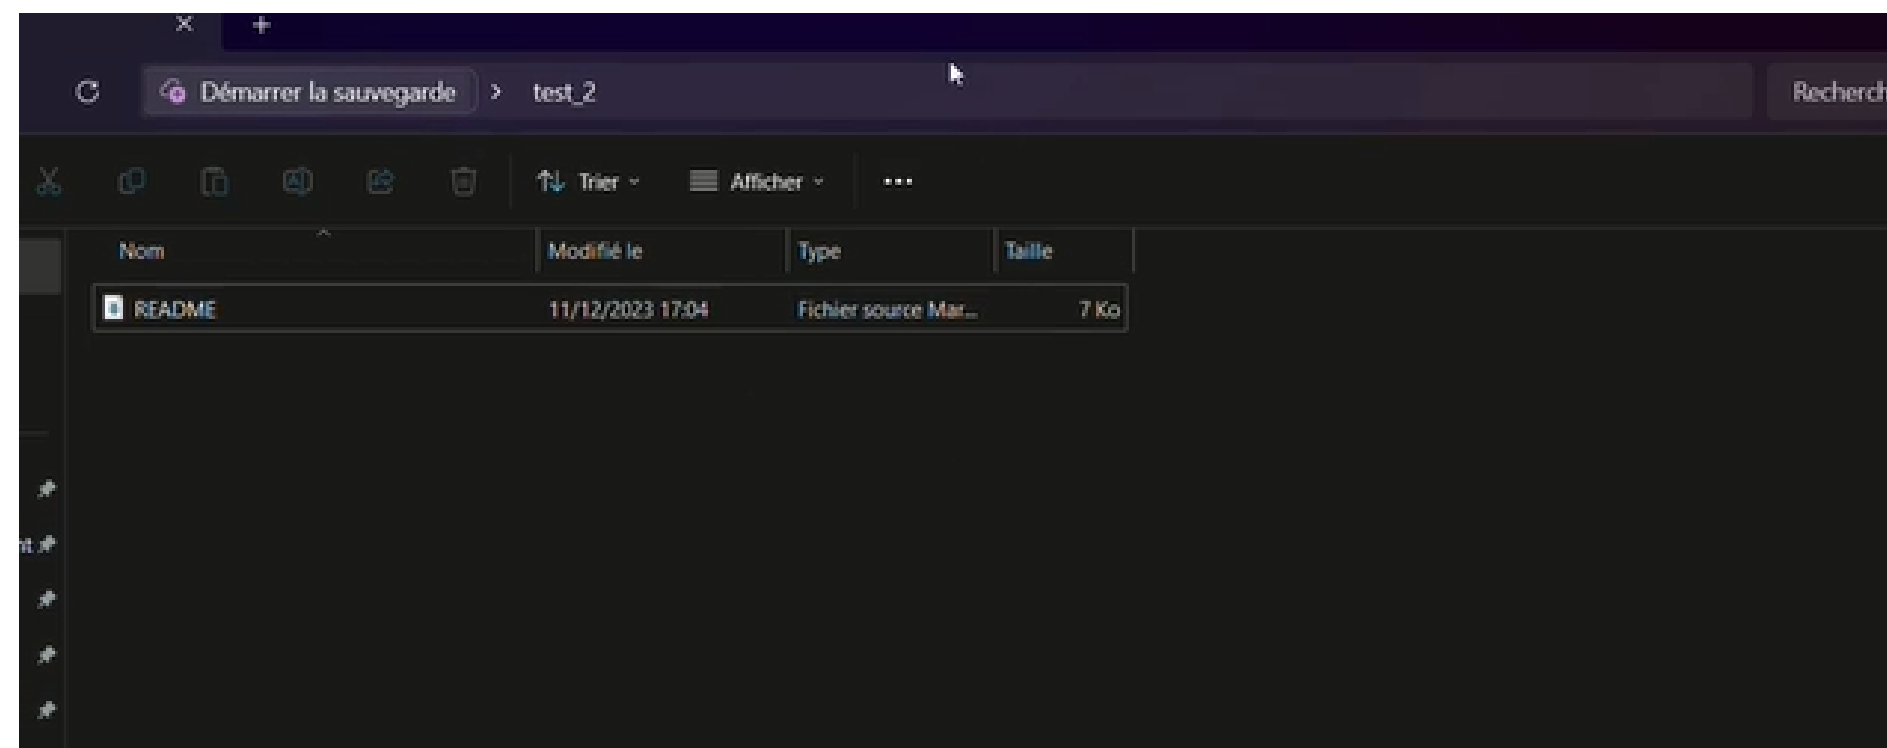 Démarrer la sauvegarde > test_2
Recherch
Trier Afficher ...
Nom Modifié le Type Taille
README 11/12/2023 17:04 Fichier source Mar... 7 Ko
nt